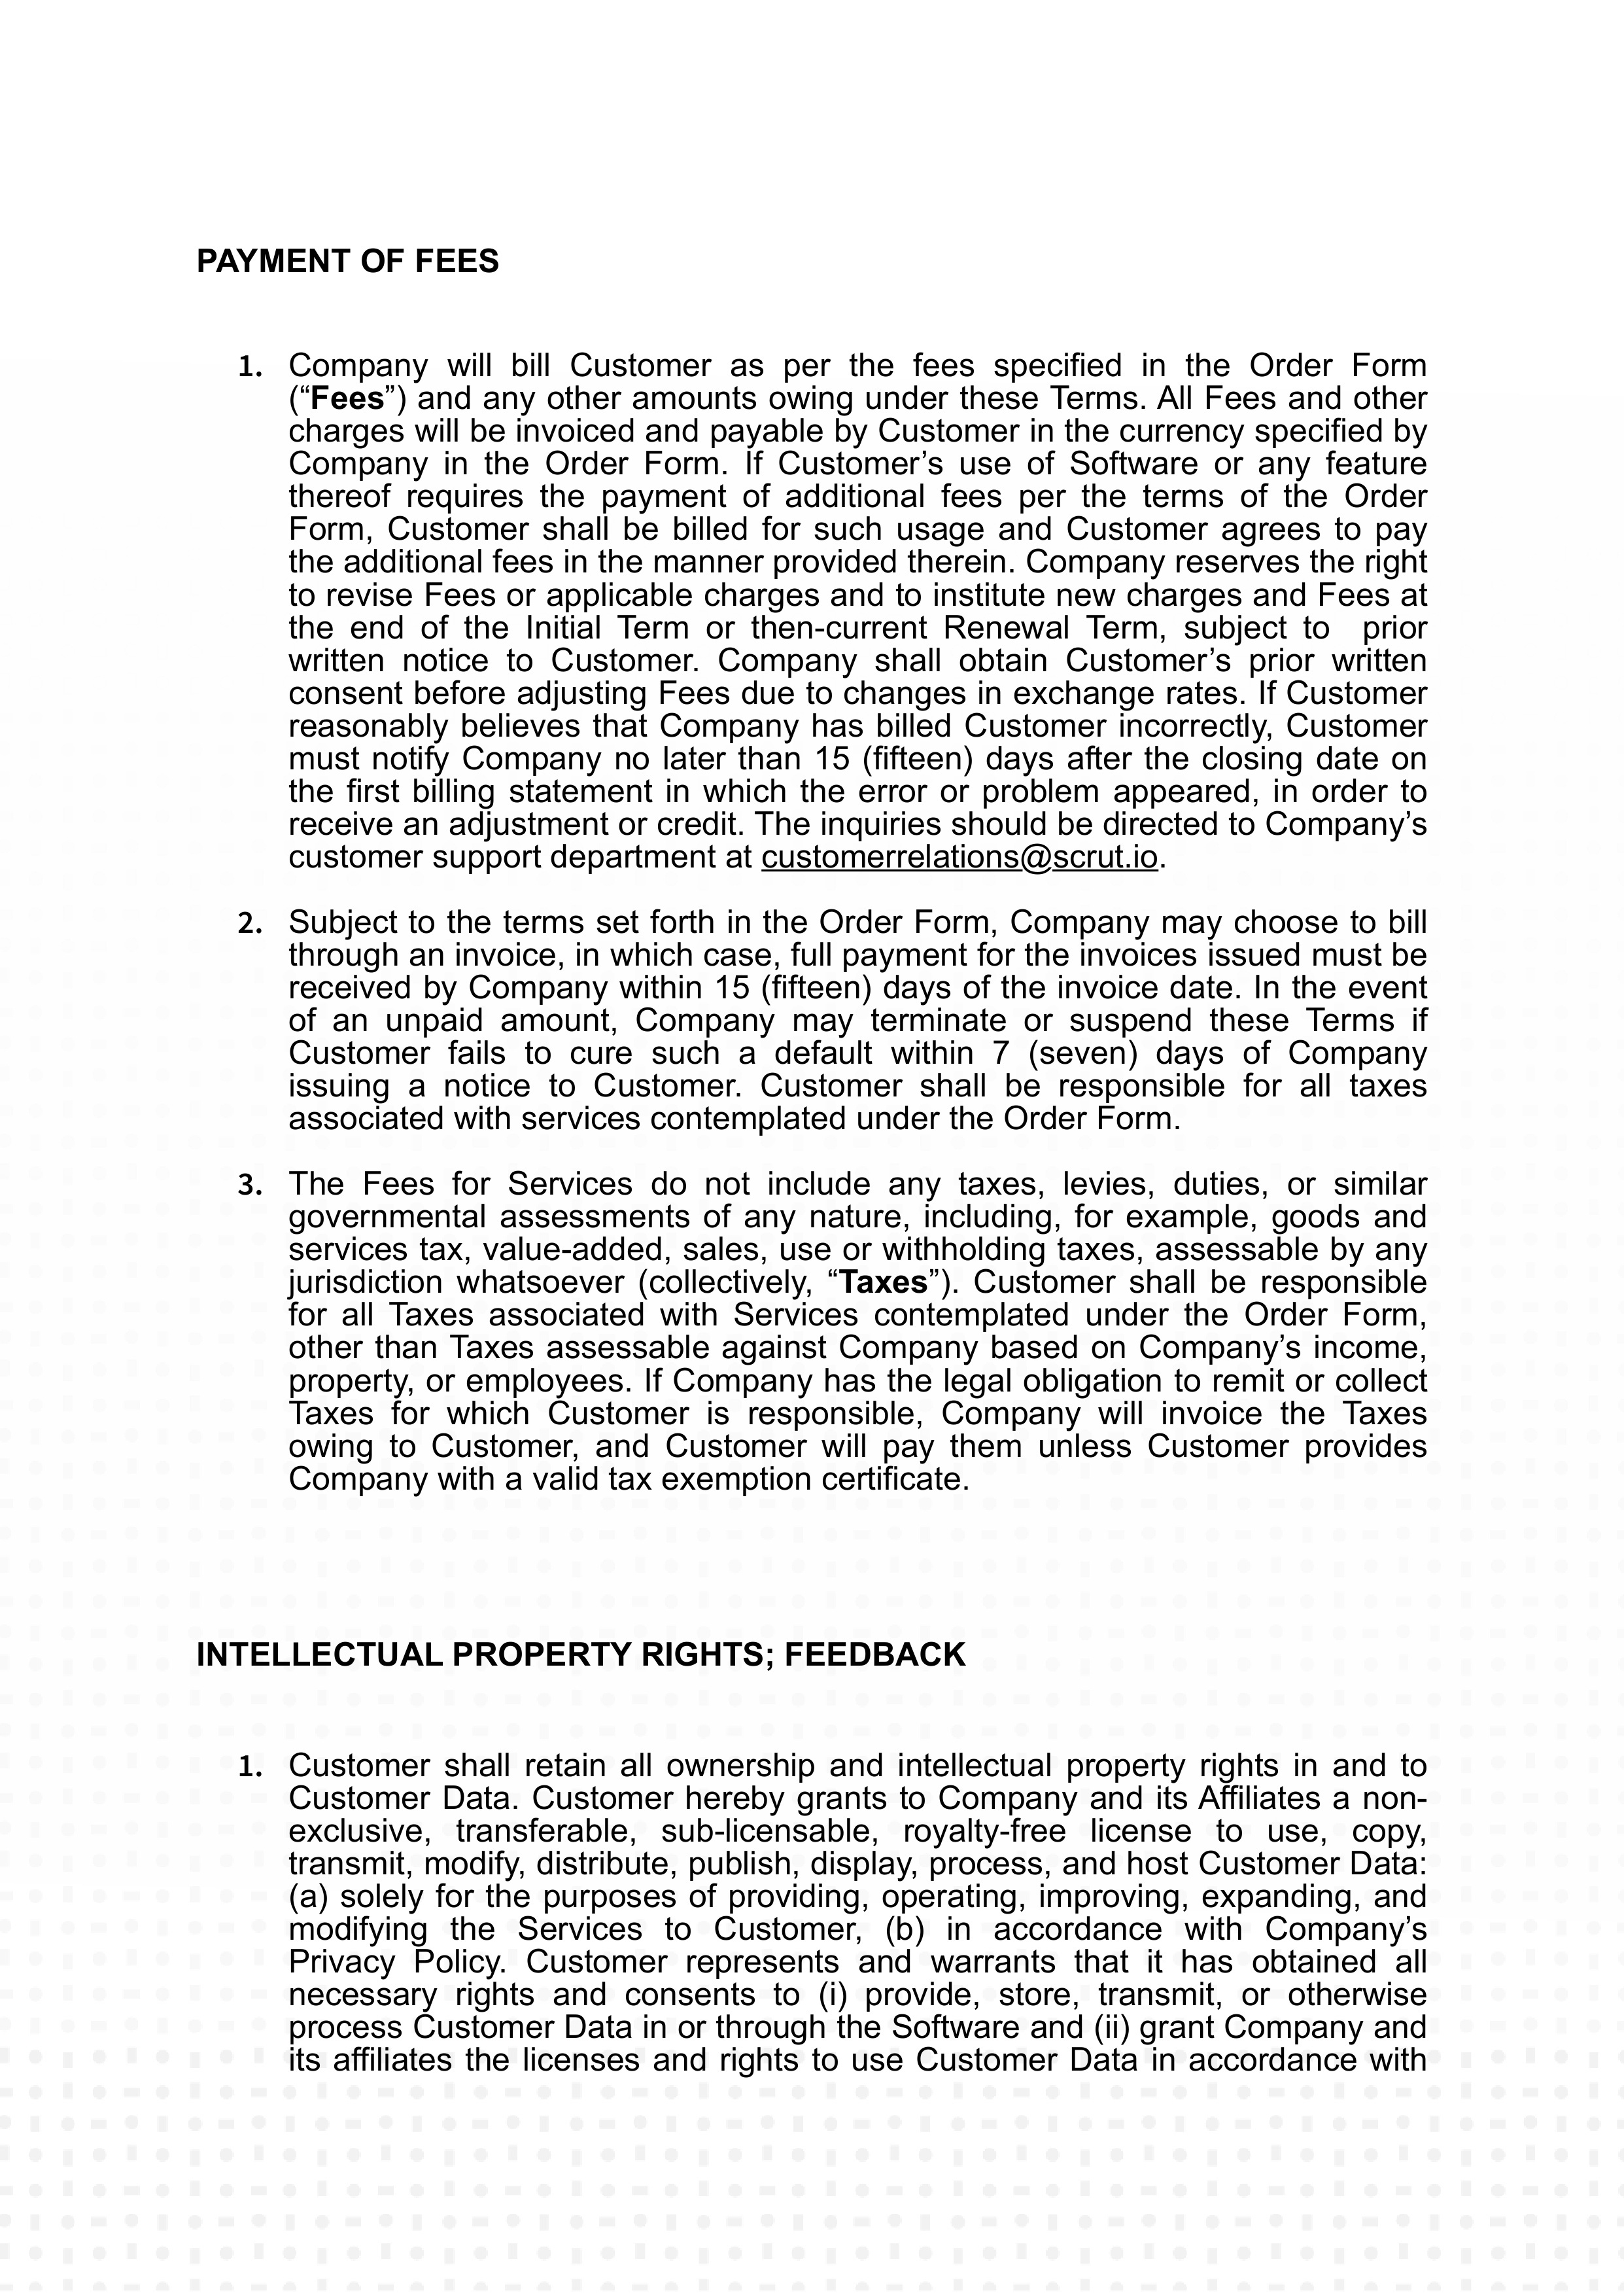 PAYMENT OF FEES
1. Company will bill Customer as per the fees specified in the Order Form
(“Fees”) and any other amounts owing under these Terms. All Fees and other
charges will be invoiced and payable by Customer in the currency specified by
Company in the Order Form. If Customer’s use of Software or any feature
thereof requires the payment of additional fees per the terms of the Order
Form, Customer shall be billed for such usage and Customer agrees to pay
the additional fees in the manner provided therein. Company reserves the right
to revise Fees or applicable charges and to institute new charges and Fees at
the end of the Initial Term or then-current Renewal Term, subject to prior
written notice to Customer. Company shall obtain Customer’s prior written
consent before adjusting Fees due to changes in exchange rates. If Customer
reasonably believes that Company has billed Customer incorrectly, Customer
must notify Company no later than 15 (fifteen) days after the closing date on
the first billing statement in which the error or problem appeared, in order to
receive an adjustment or credit. The inquiries should be directed to Company’s
customer support department at customerrelations@scrut.io.
2. Subject to the terms set forth in the Order Form, Company may choose to bill
through an invoice, in which case, full payment for the invoices issued must be
received by Company within 15 (fifteen) days of the invoice date. In the event
of an unpaid amount, Company may terminate or suspend these Terms if
Customer fails to cure such a default within 7 (seven) days of Company
issuing a notice to Customer. Customer shall be responsible for all taxes
associated with services contemplated under the Order Form.
3. The Fees for Services do not include any taxes, levies, duties, or similar
governmental assessments of any nature, including, for example, goods and
services tax, value-added, sales, use or withholding taxes, assessable by any
jurisdiction whatsoever (collectively, “Taxes”). Customer shall be responsible
for all Taxes associated with Services contemplated under the Order Form,
other than Taxes assessable against Company based on Company’s income,
property, or employees. If Company has the legal obligation to remit or collect
Taxes for which Customer is responsible, Company will invoice the Taxes
owing to Customer, and Customer will pay them unless Customer provides
Company with a valid tax exemption certificate.
INTELLECTUAL PROPERTY RIGHTS; FEEDBACK
1. Customer shall retain all ownership and intellectual property rights in and to
Customer Data. Customer hereby grants to Company and its Affiliates a non-
exclusive, transferable, sub-licensable, royalty-free license to use, copy,
transmit, modify, distribute, publish, display, process, and host Customer Data:
(a) solely for the purposes of providing, operating, improving, expanding, and
modifying the Services to Customer, (b) in accordance with Company’s
Privacy Policy. Customer represents and warrants that it has obtained all
necessary rights and consents to (i) provide, store, transmit, or otherwise
process Customer Data in or through the Software and (ii) grant Company and
its affiliates the licenses and rights to use Customer Data in accordance with